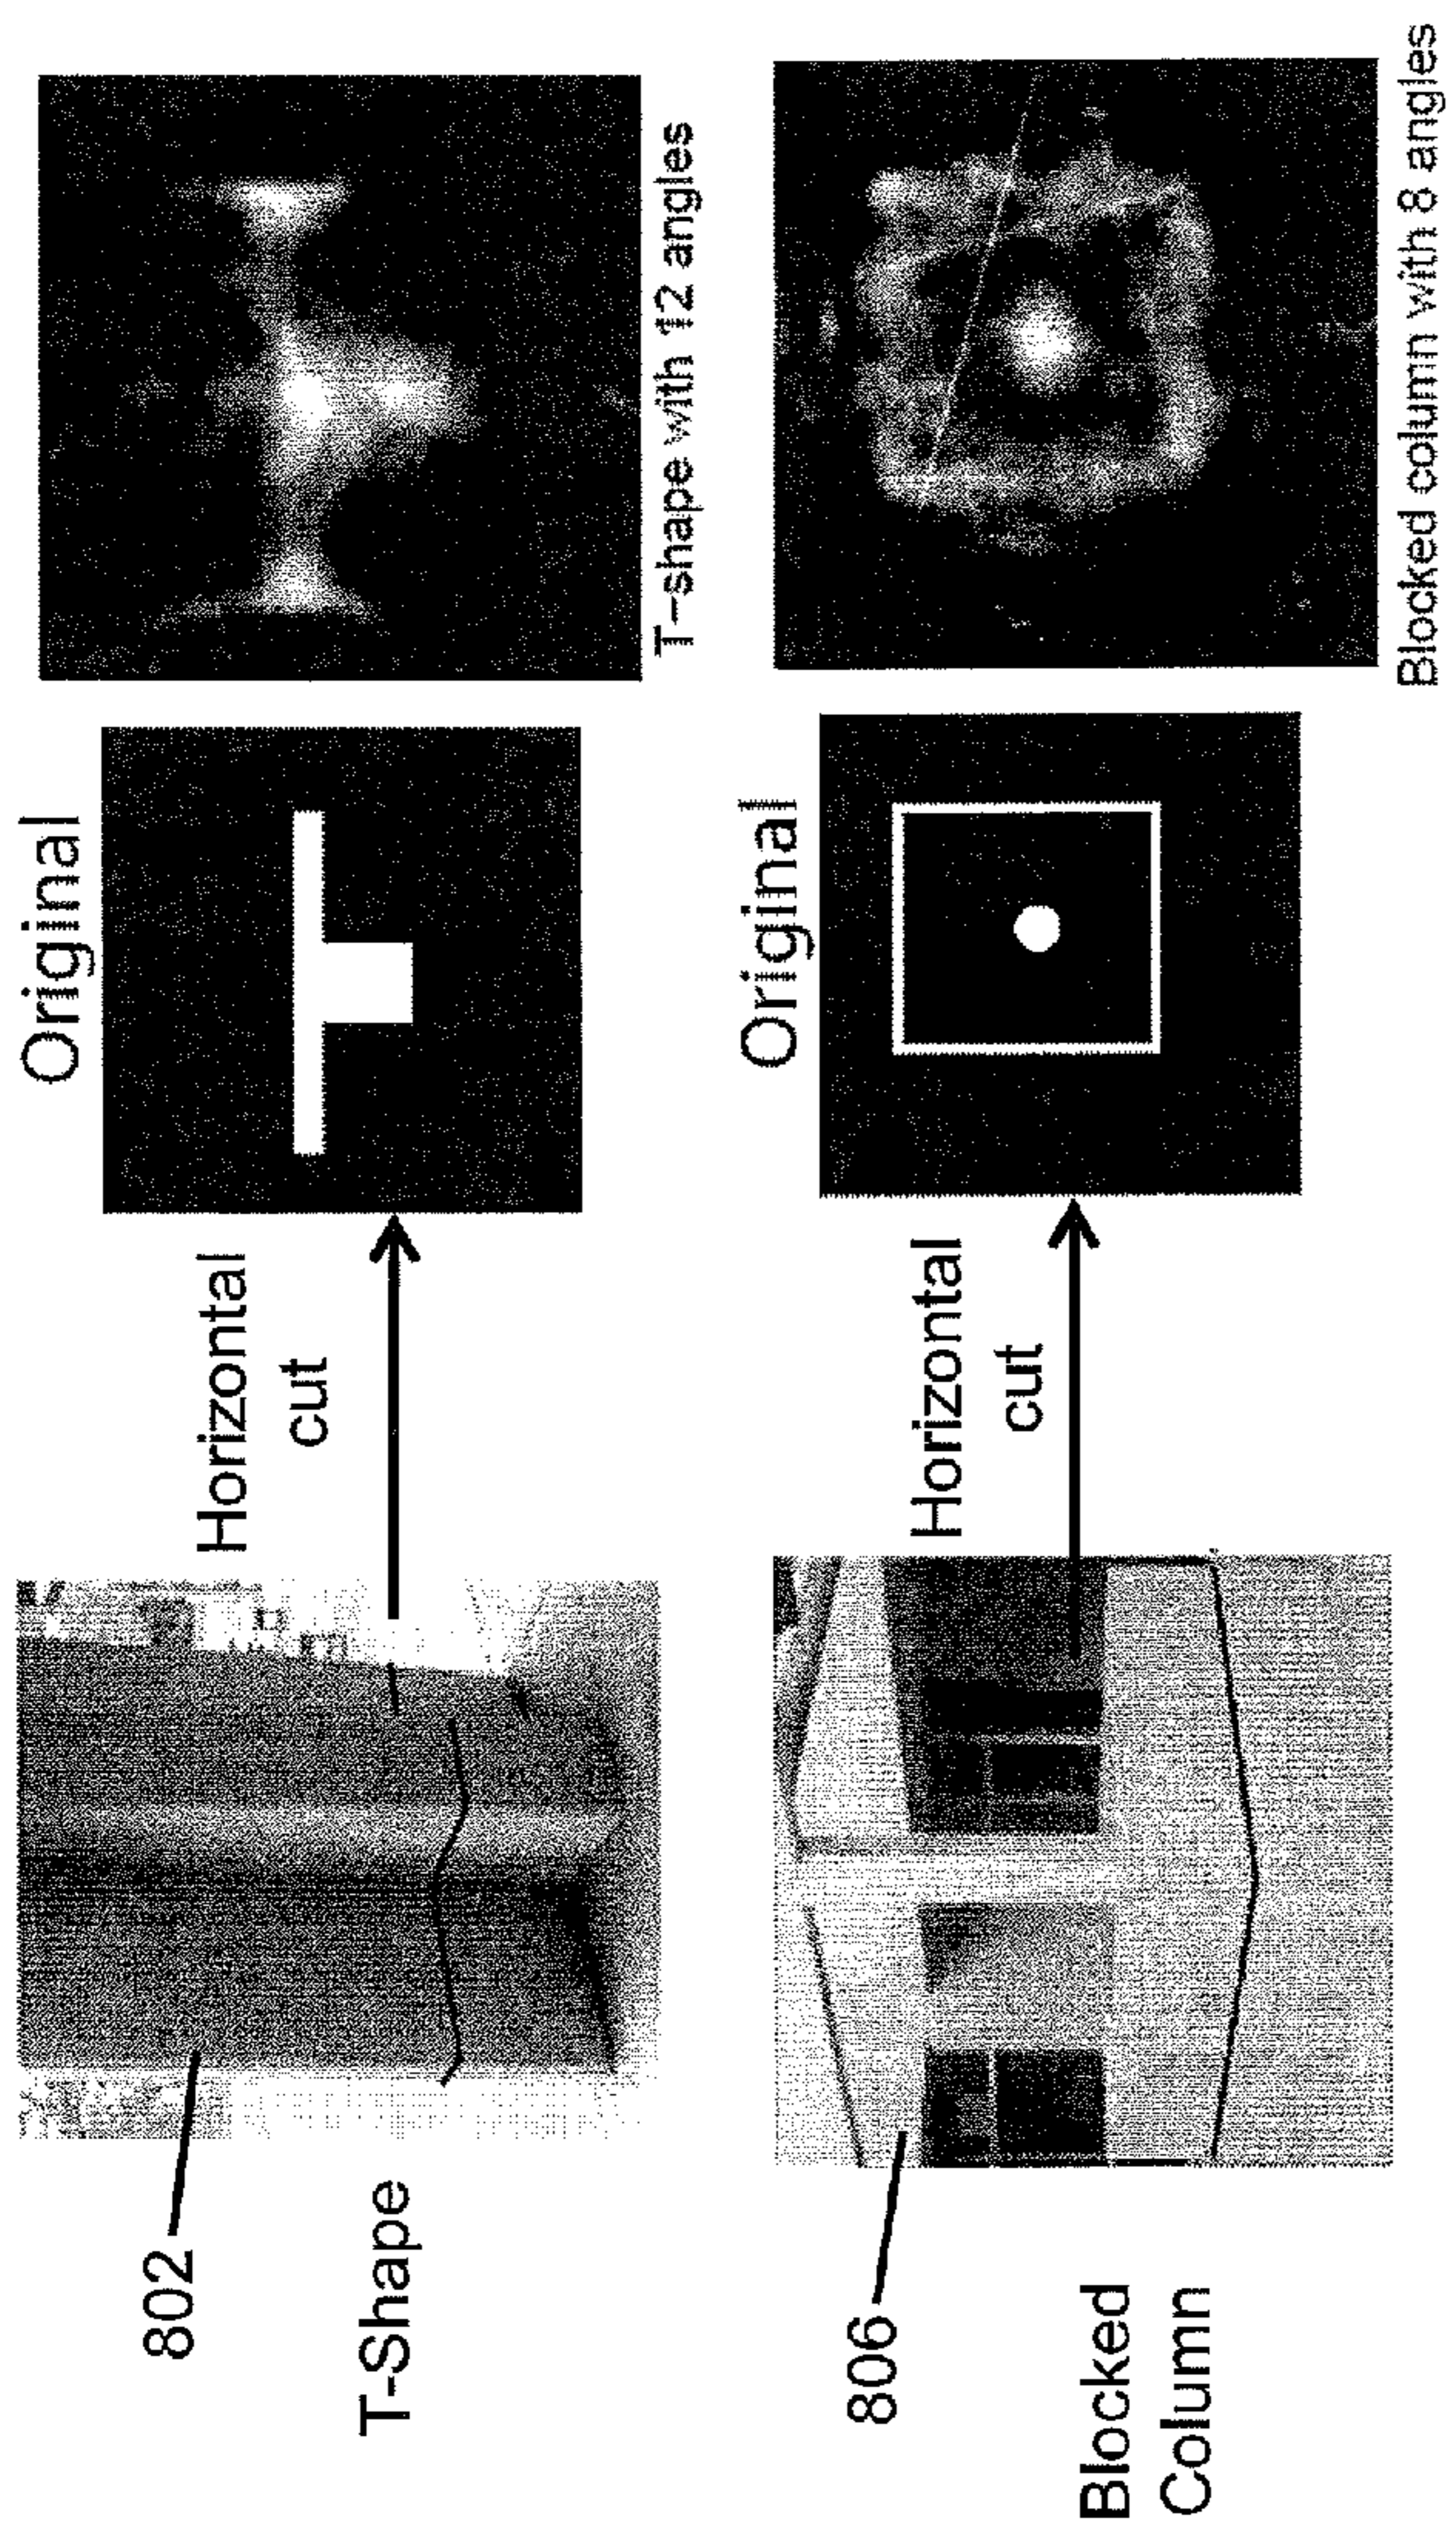 802
T-Shape
Horizontal
cut
Original
T-shape with 12 angles
806
Blocked
Column
Horizontal
cut
Original
Blocked column with 8 angles